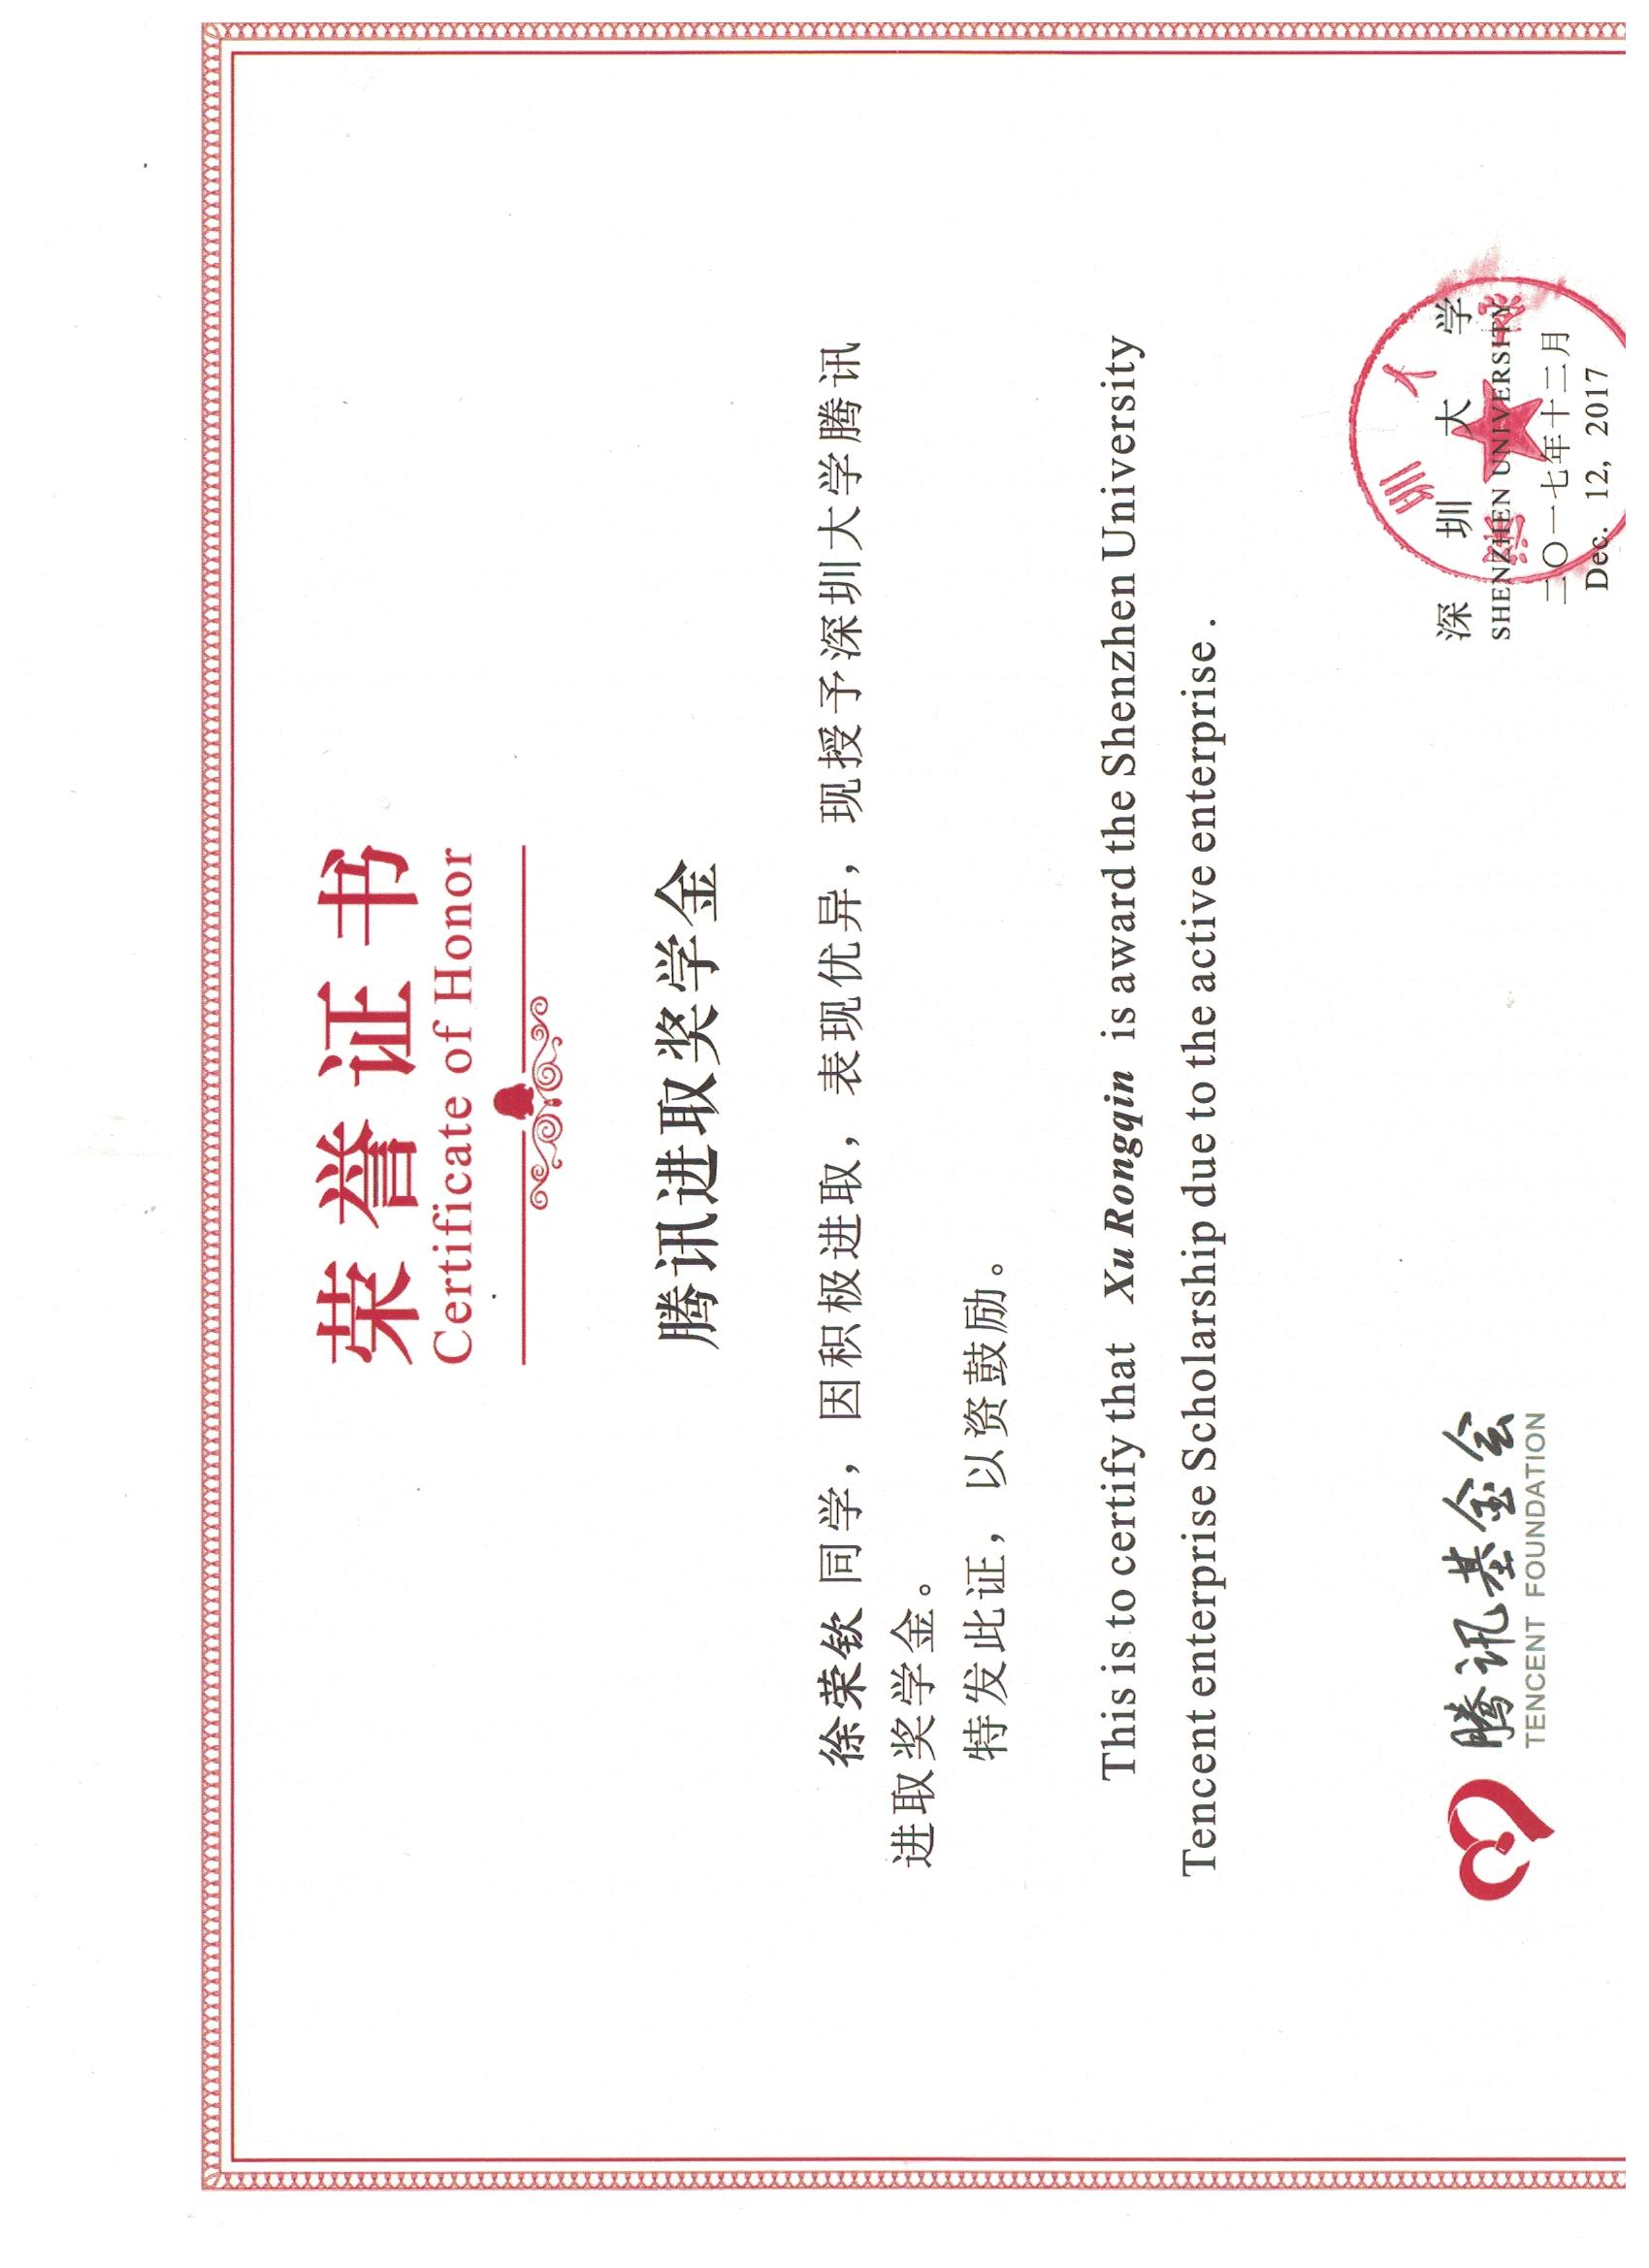 荣誉证书
Certificate of Honor
腾讯进取奖学金
徐荣钦 同学，因积极进取，表现优异，现授予深圳大学腾讯
进取奖学金。
特发此证，以资鼓励。
This is to certify that Xu Rongqin is award the Shenzhen University
Tencent enterprise Scholarship due to the active enterprise .
腾讯基金会
TENCENT FOUNDATION
深圳大学
SHENZHEN UNIVERSITY
二〇一七年十二月
Dec. 12, 2017